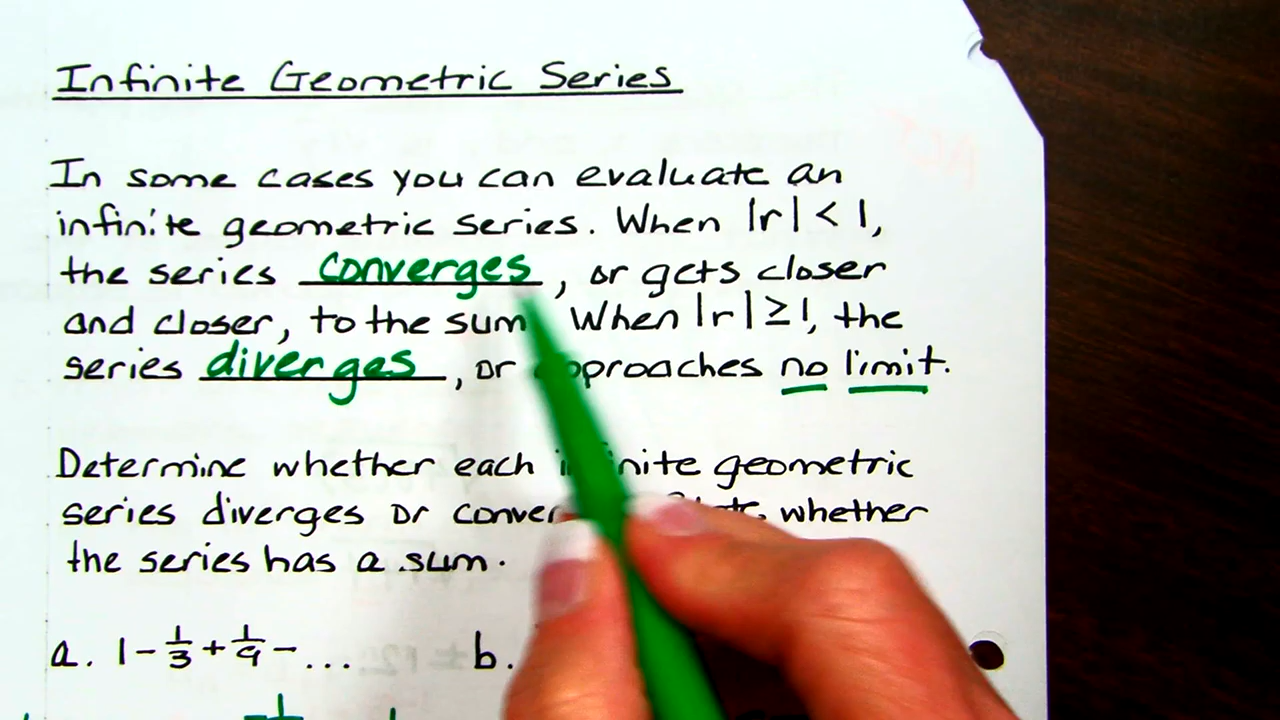 Infinite Geometric Series
In some cases you can evaluate an
infinite geometric series. When |r| < 1,
the series converges, or gets closer
and closer, to the sum When |r| ≥ 1, the
series diverges, or approaches no limit.
Determine whether each infinite geometric
series diverges or whether
the series has a sum.
a. 1 - 1/3 + 1/9 - ... b.